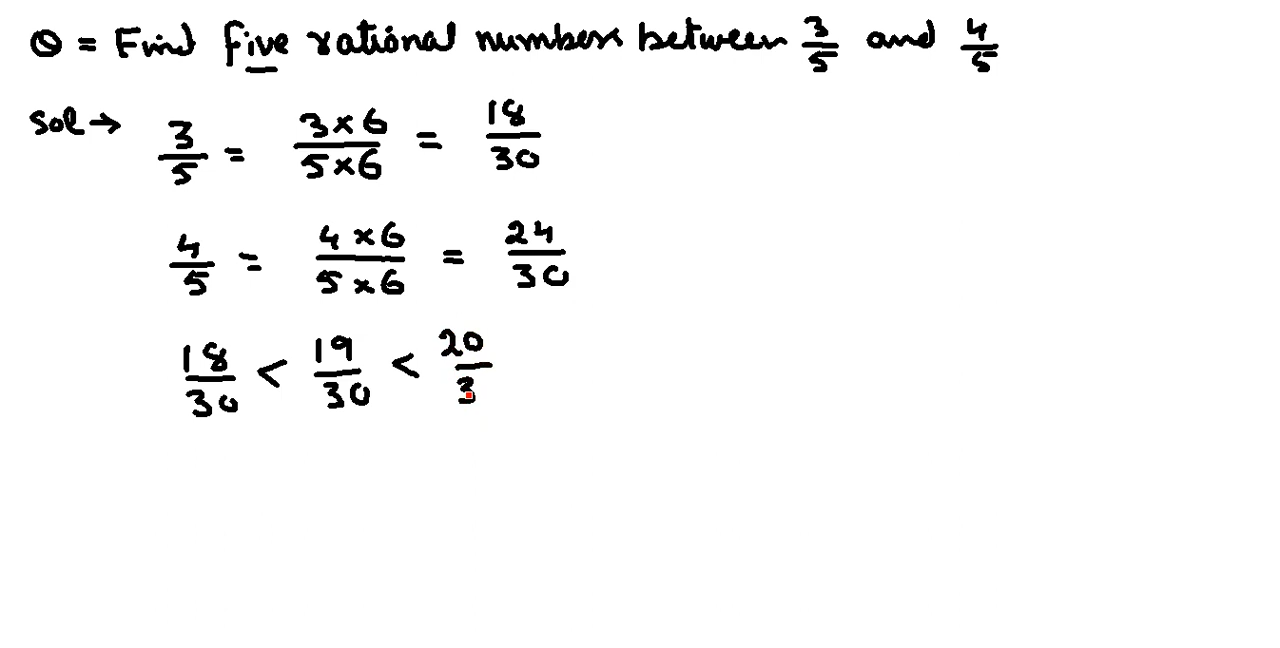 Q = Find five rational numbers between 3/5 and 4/5
Sol → 3/5 = 3×6/5×6 = 18/30
4/5 = 4×6/5×6 = 24/30
18/30 < 19/30 < 20/3